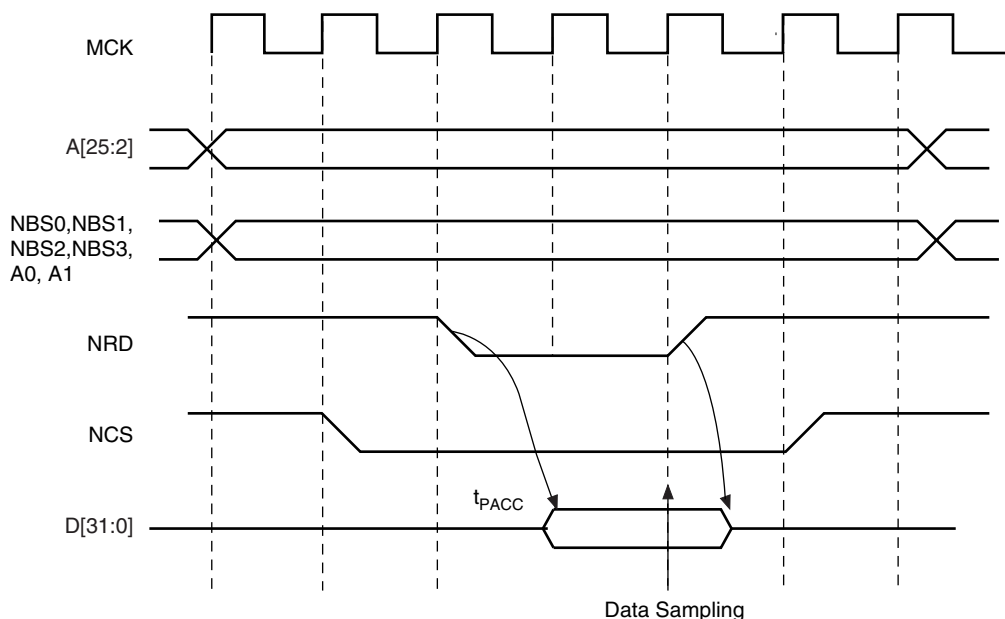 MCK
A[25:2]
NBS0,NBS1,
NBS2,NBS3,
A0, A1
NRD
NCS
tPACC
D[31:0]
Data Sampling